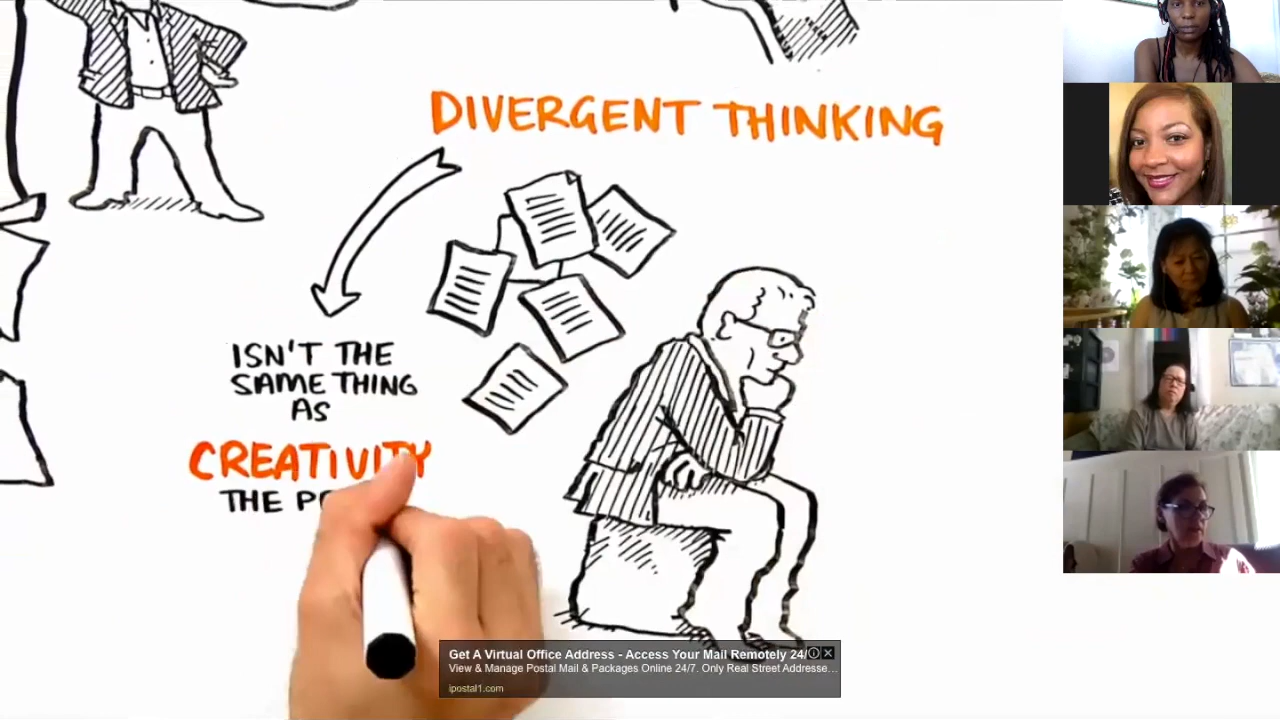 DIVERGENT THINKING
ISN'T THE
SAME THING
AS
CREATIVITY
THE
Get A Virtual Office Address - Access Your Mail Remotely 24/
View & Manage Postal Mail & Packages Online 24/7. Only Real Street Addresse...
ipostal1.com